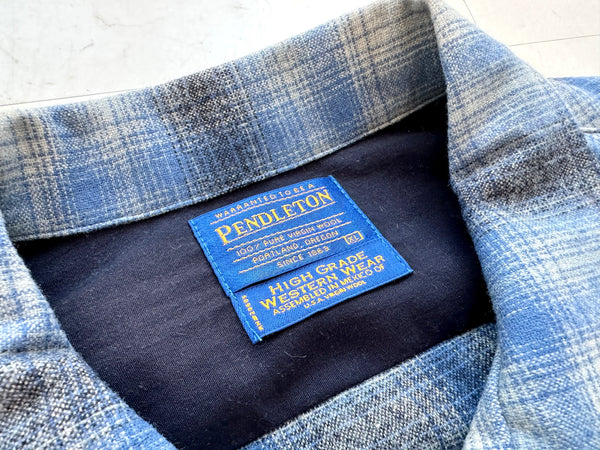 WARRANTED TO BE A
PENDLETON
100% PURE VIRGIN WOOL
PORTLAND, OREGON
SINCE 1863
XL
HIGH GRADE
WESTERN WEAR
ASSEMBLED IN MEXICO OF
U.S.A. VIRGIN WOOL